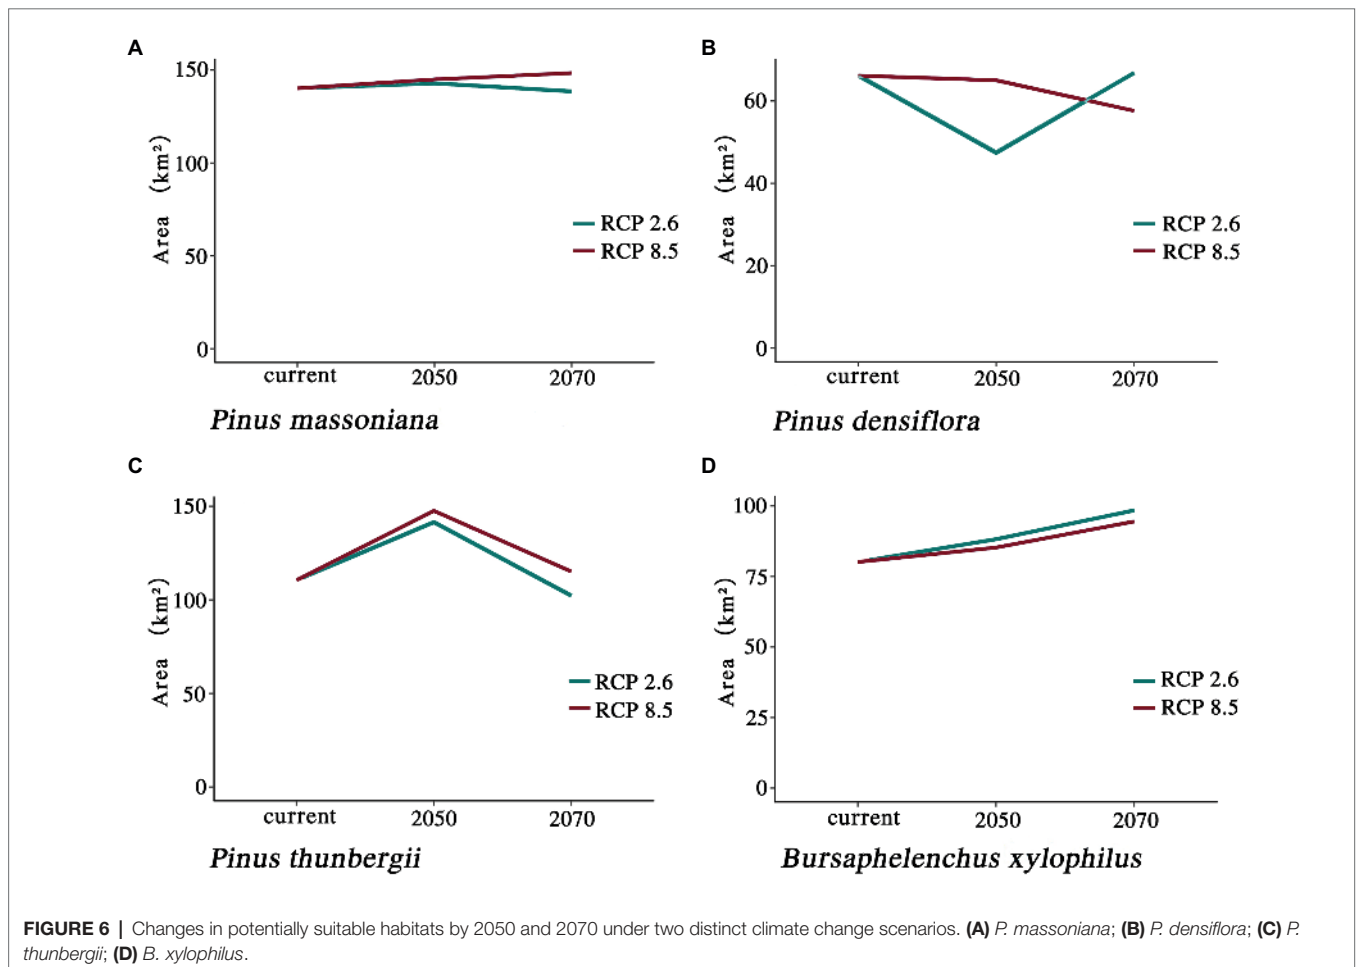 A
150
100
50
0
Area (km²)
current 2050 2070
RCP 2.6
RCP 8.5
Pinus massoniana
B
60
40
20
0
Area (km²)
current 2050 2070
RCP 2.6
RCP 8.5
Pinus densiflora
C
150
100
50
0
Area (km²)
current 2050 2070
RCP 2.6
RCP 8.5
Pinus thunbergii
D
100
75
50
25
0
Area (km²)
current 2050 2070
RCP 2.6
RCP 8.5
Bursaphelenchus xylophilus
FIGURE 6 | Changes in potentially suitable habitats by 2050 and 2070 under two distinct climate change scenarios. (A) P. massoniana; (B) P. densiflora; (C) P.
thunbergii; (D) B. xylophilus.